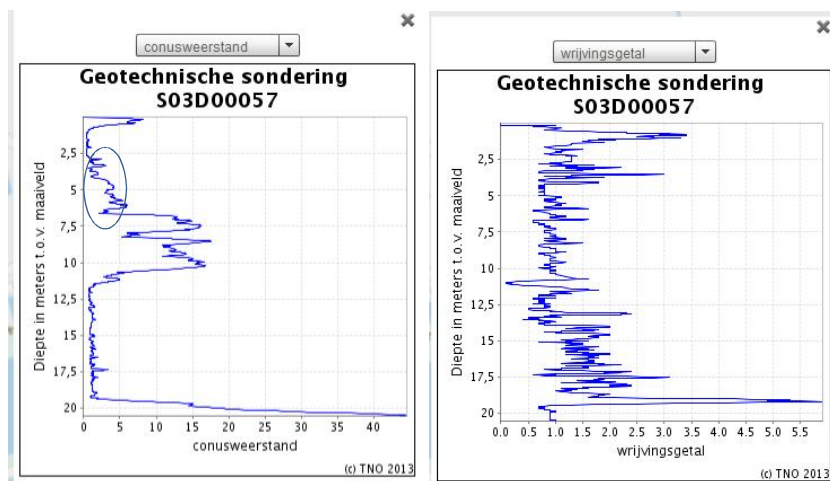 conusweerstand
Geotechnische sondering
S03D00057
2,5
5
7,5
10
12,5
15
17,5
20
Diepte in meters t.o.v. maaiveld
0 5 10 15 20 25 30 35 40
conusweerstand
(c) TNO 2013
wrijvingsgetal
Geotechnische sondering
S03D00057
2,5
5
7,5
10
12,5
15
17,5
20
Diepte in meters t.o.v. maaiveld
0.0 0.5 1.0 1.5 2.0 2.5 3.0 3.5 4.0 4.5 5.0 5.5
wrijvingsgetal
(c) TNO 2013